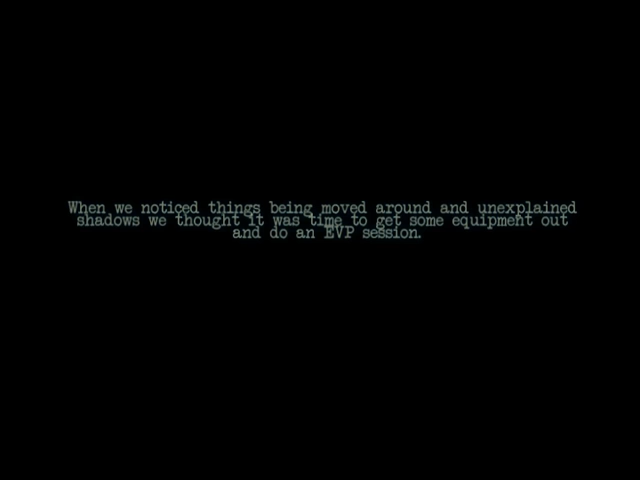 When we noticed things being moved around and unexplained
shadows we thought it was time to get some equipment out
and do an EVP session.